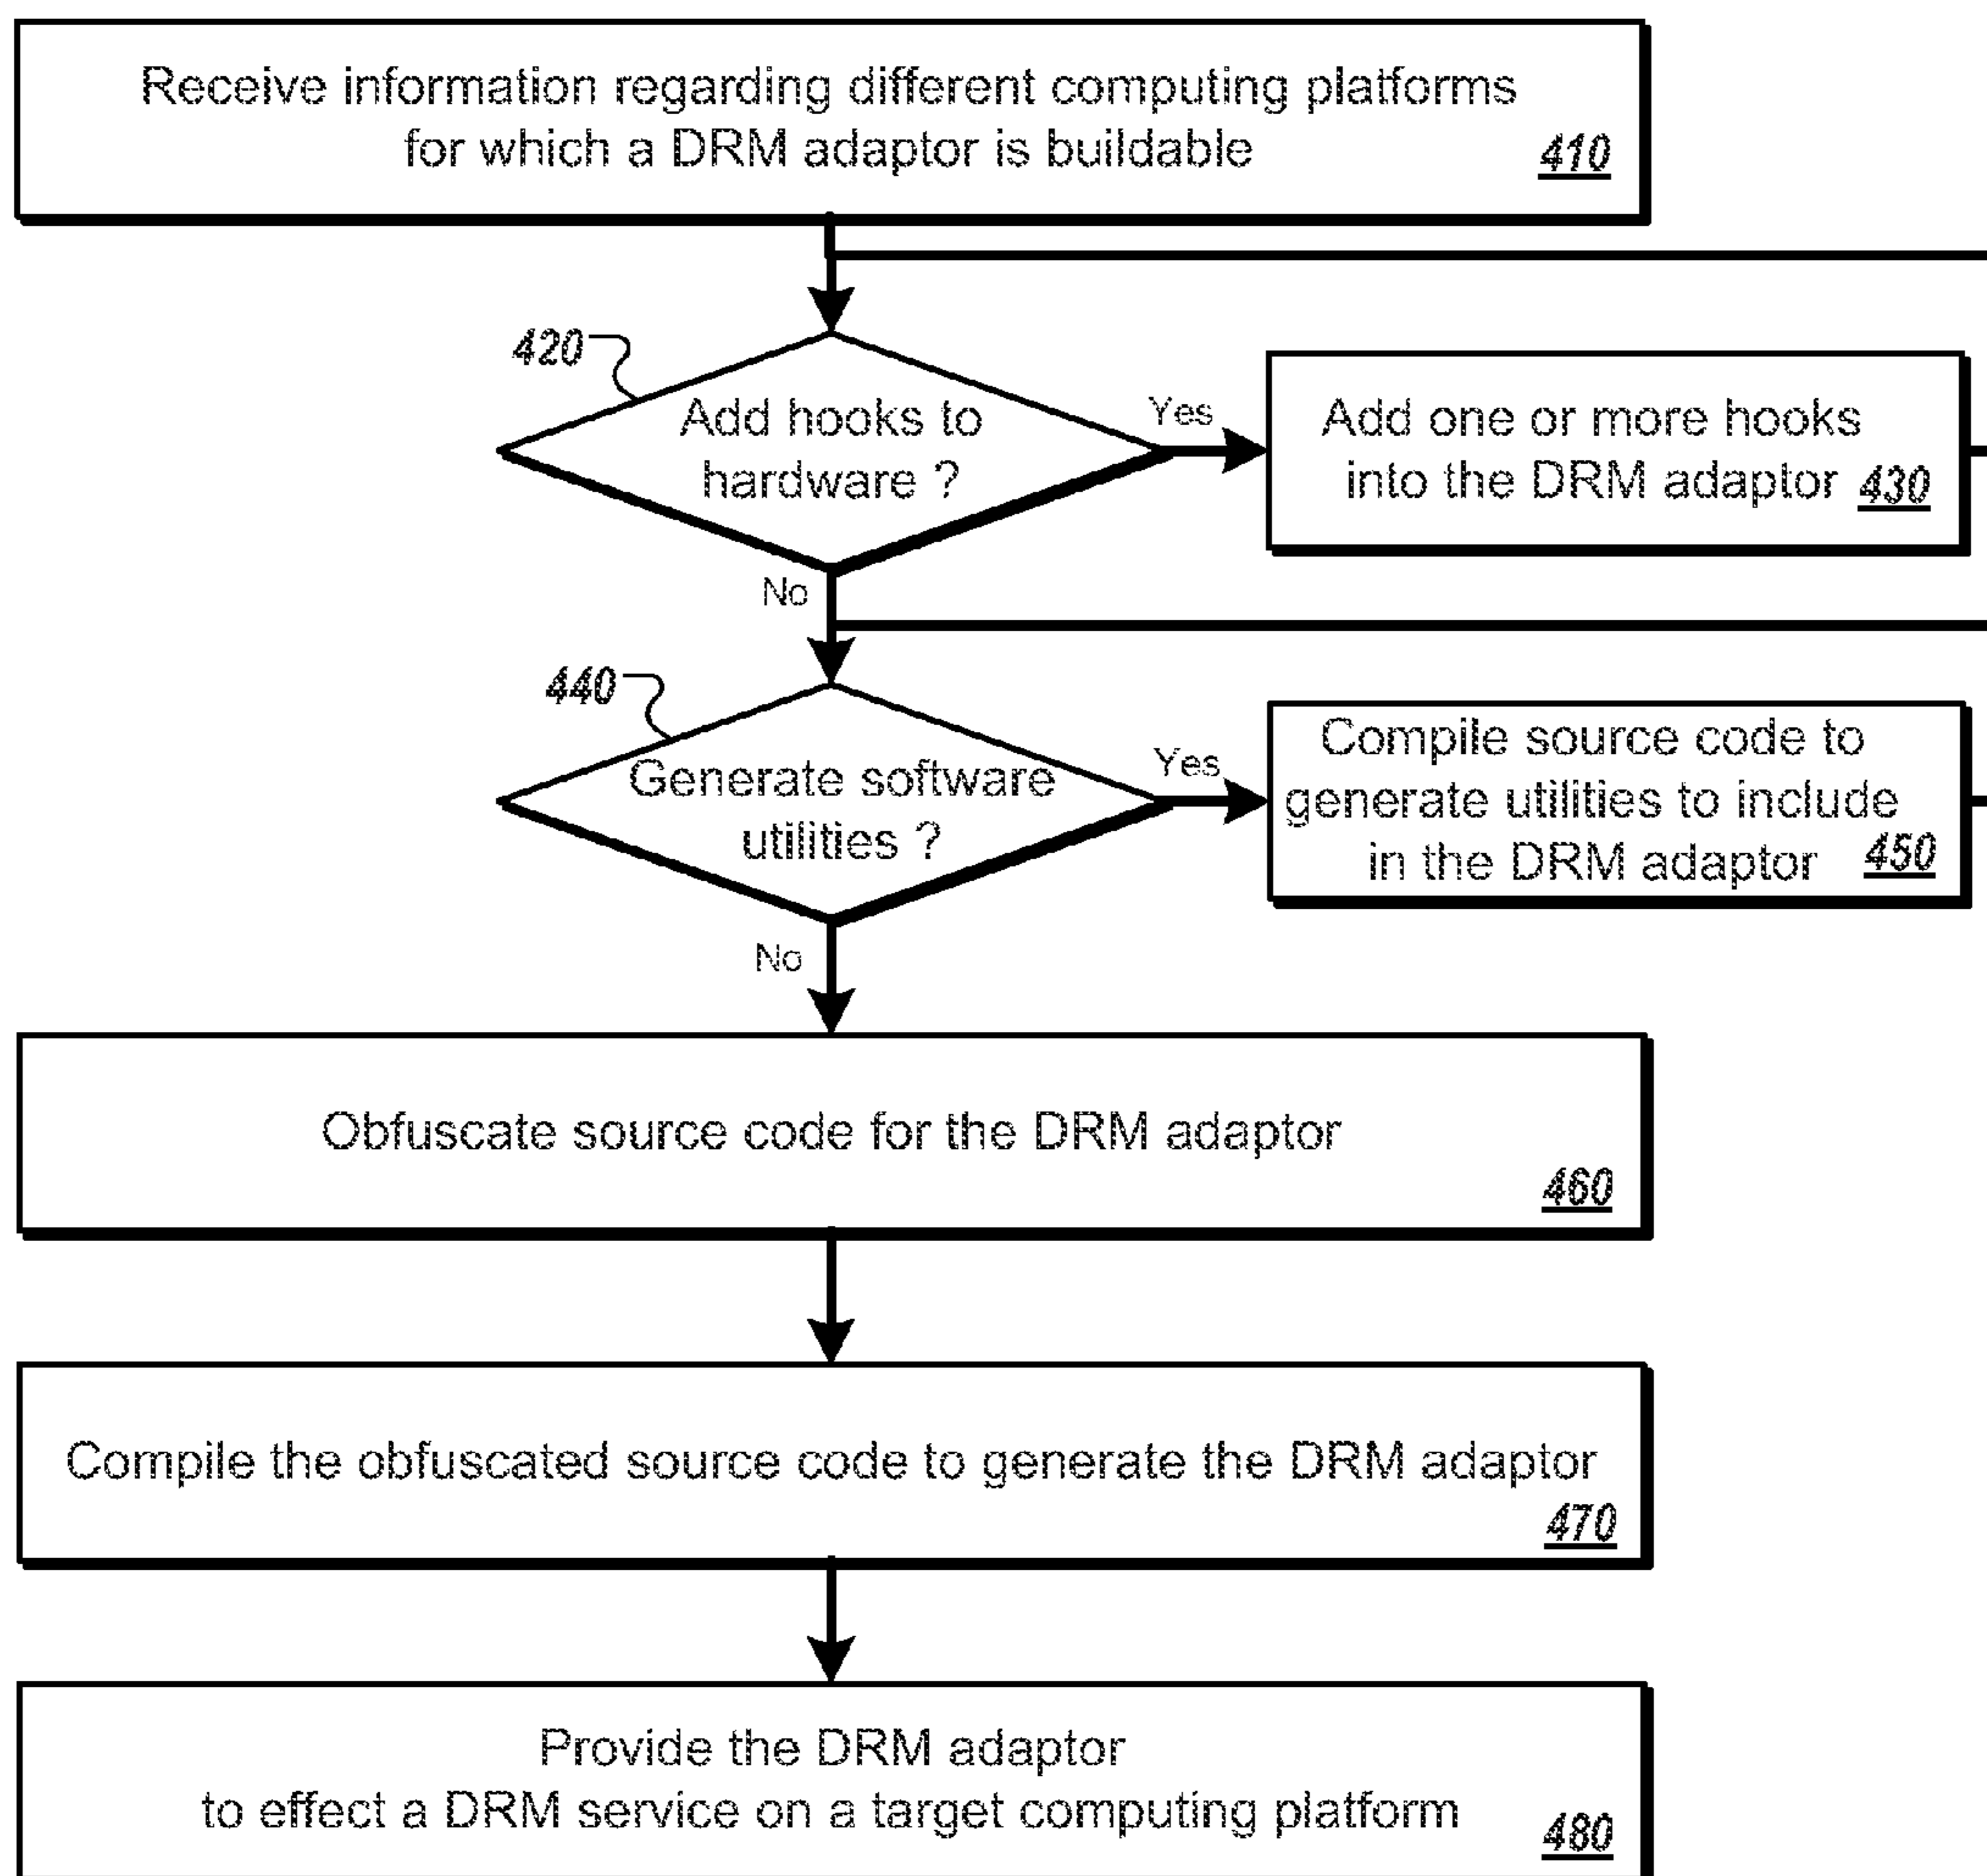 Receive information regarding different computing platforms
for which a DRM adaptor is buildable
410
420
Add hooks to
hardware ?
Yes
Add one or more hooks
into the DRM adaptor 430
No
440
Generate software
utilities ?
Yes
Compile source code to
generate utilities to include
in the DRM adaptor 450
No
Obfuscate source code for the DRM adaptor
460
Compile the obfuscated source code to generate the DRM adaptor
470
Provide the DRM adaptor
to effect a DRM service on a target computing platform
480